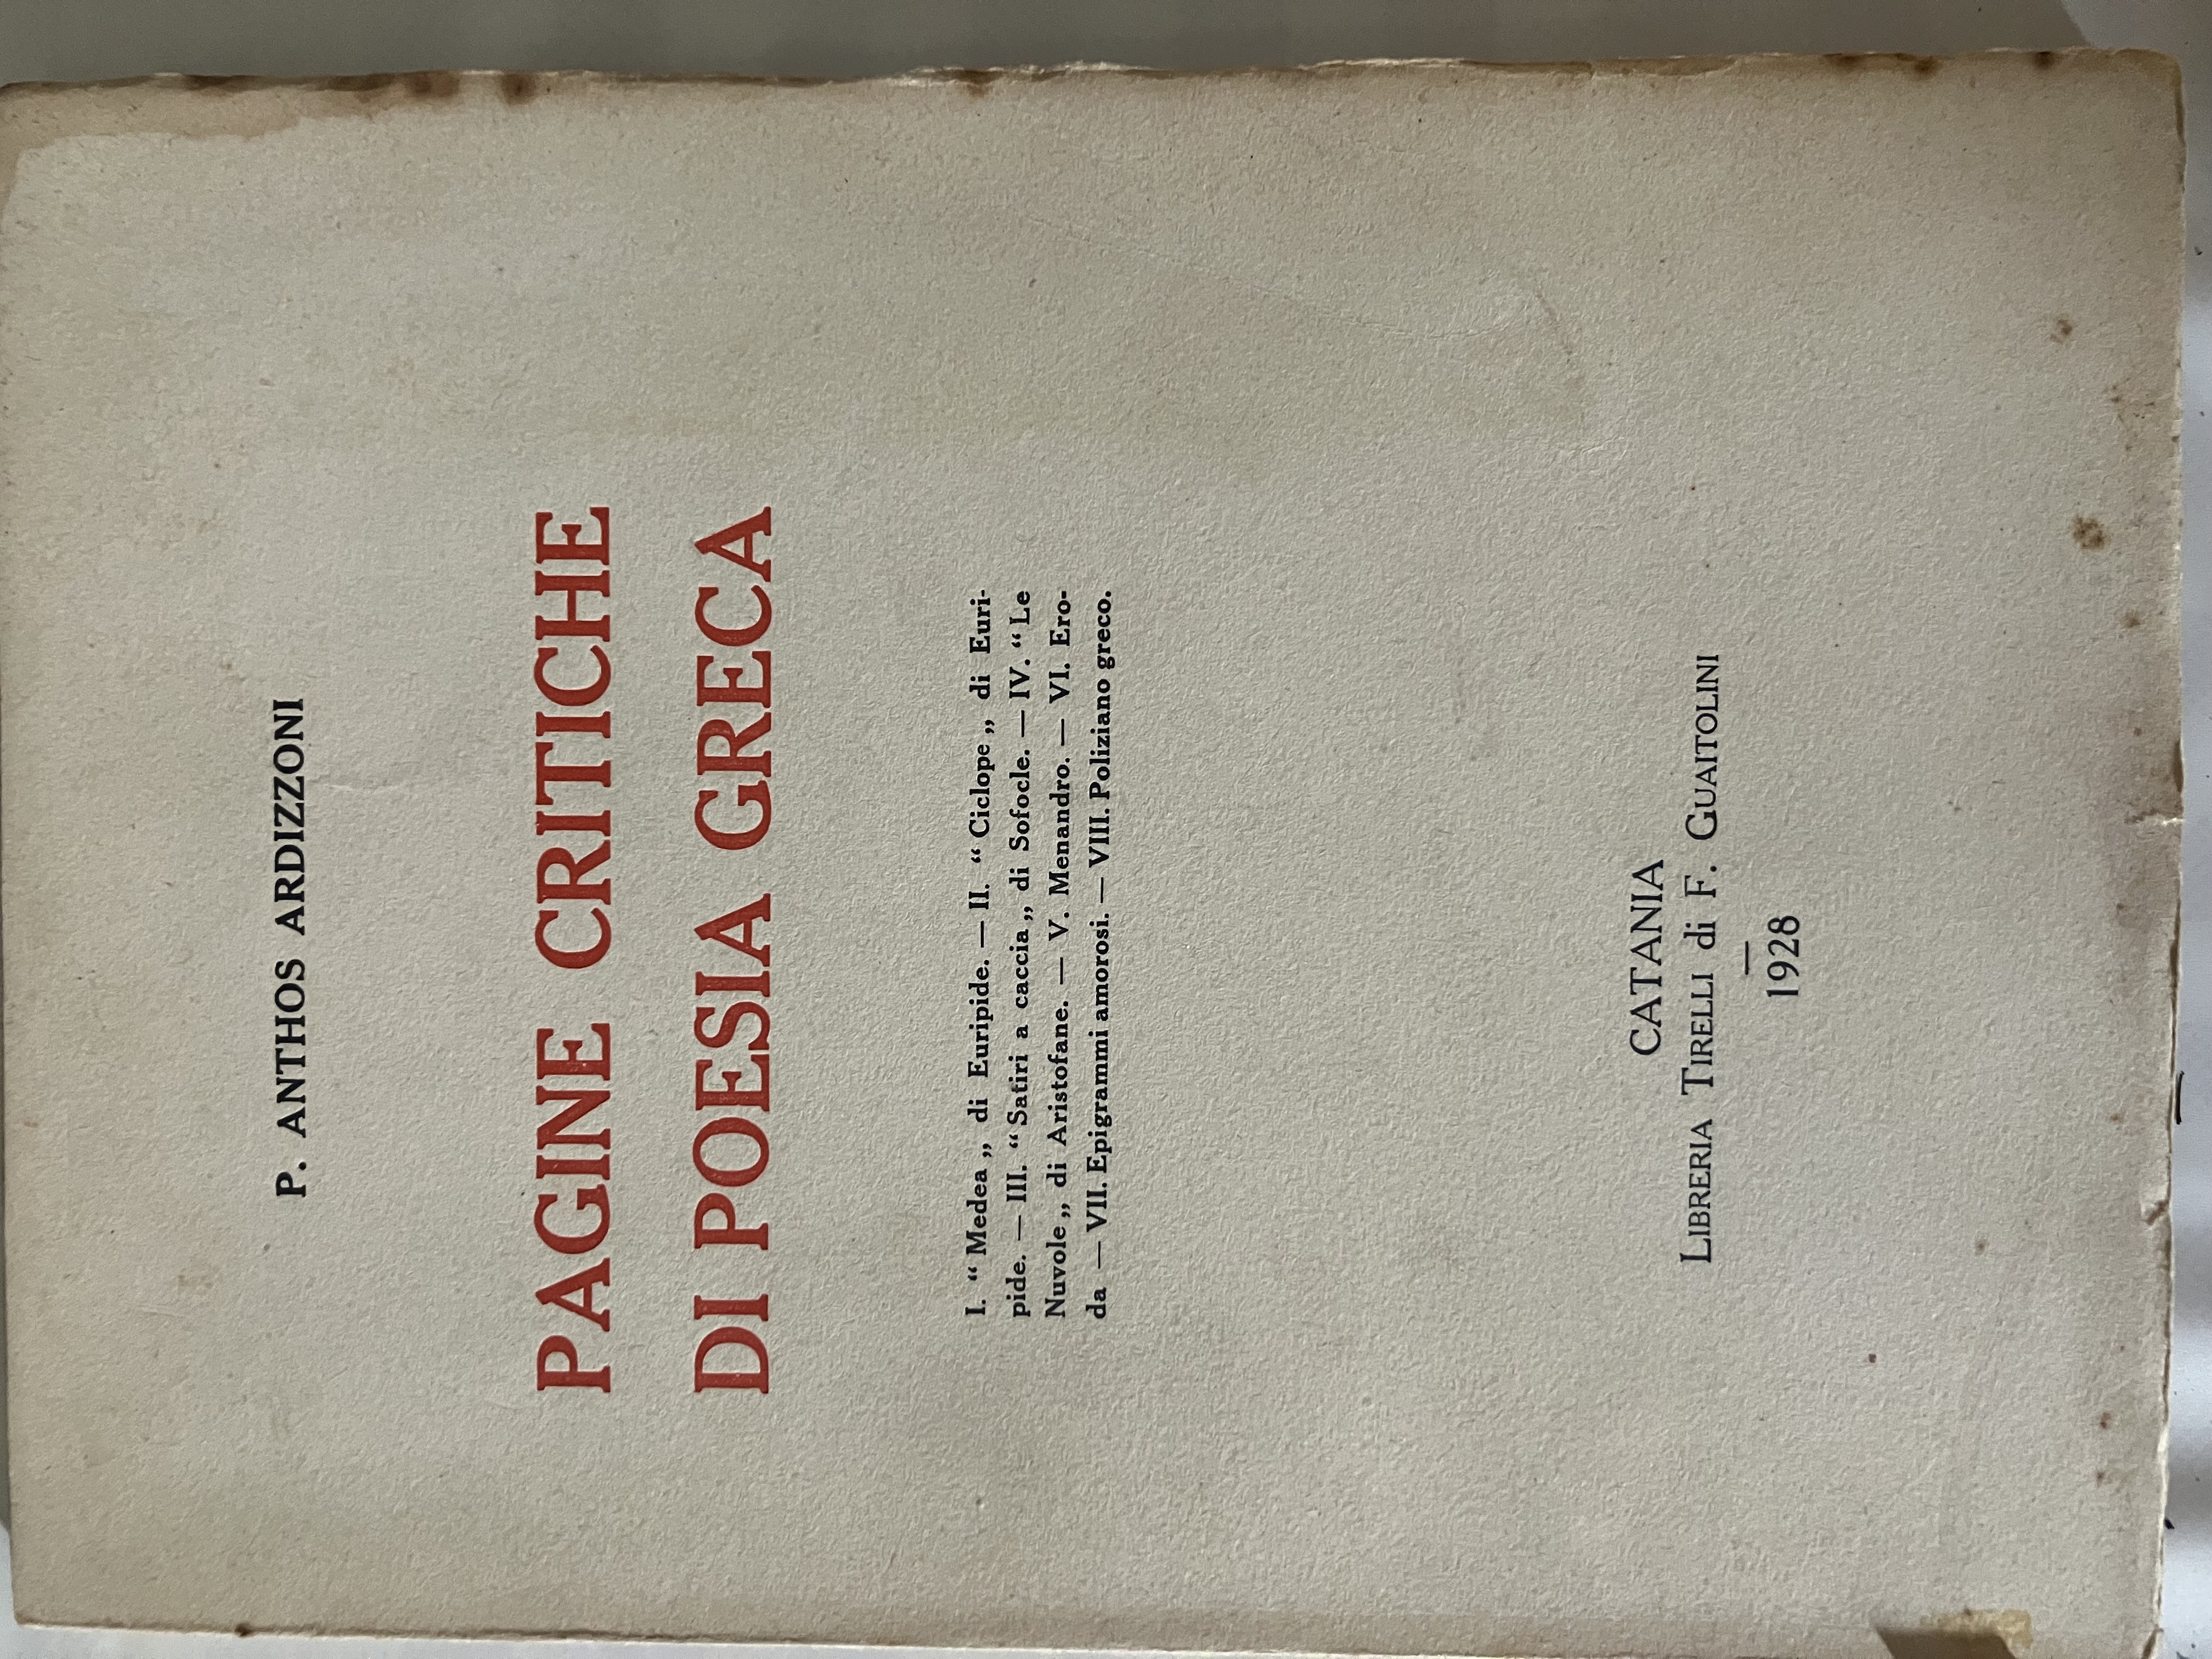 P. ANTHOS ARDIZZONI
PAGINE CRITICHE
DI POESIA GRECA
I. “ Medea „ di Euripide. — II. “ Ciclope „ di Euri-
pide. — III. “ Satiri a caccia „ di Sofocle. — IV. “ Le
Nuvole „ di Aristofane. — V. Menandro. — VI. Ero-
da — VII. Epigrammi amorosi. — VIII. Poliziano greco.
CATANIA
LIBRERIA TIRELLI di F. GUAITOLINI
—
1928